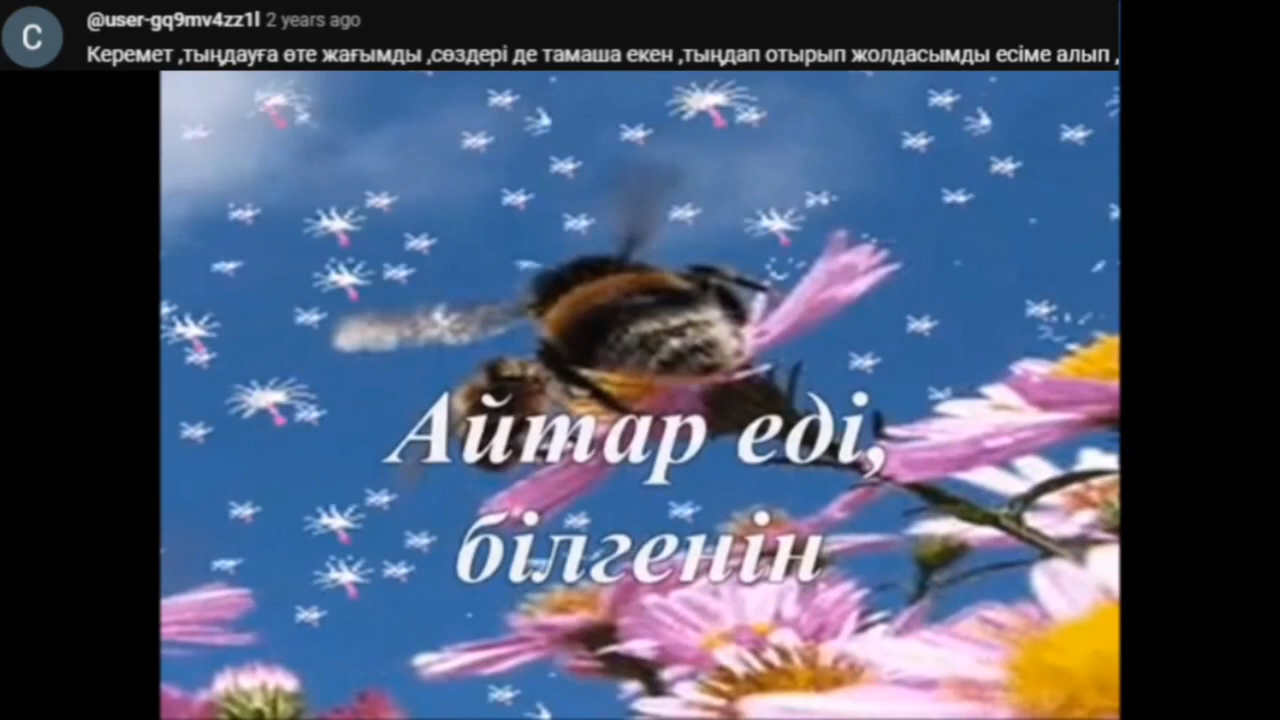 C
@user-gq9mv4zz1l 2 years ago
Керемет ,тыңдауға өте жағымды ,сөздері де тамаша екен ,тыңдап отырып жолдасымды есіме алып ,
Айтар еді,
білгенін